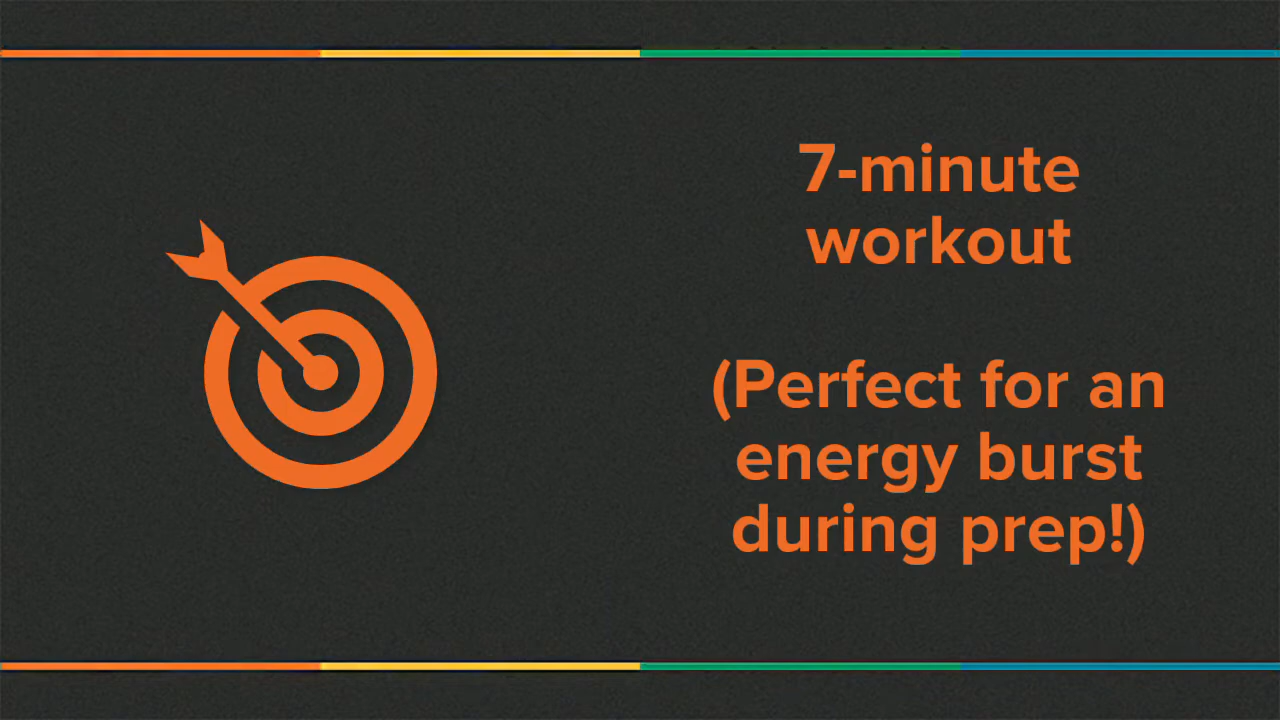 7-minute
workout
(Perfect for an
energy burst
during prep!)